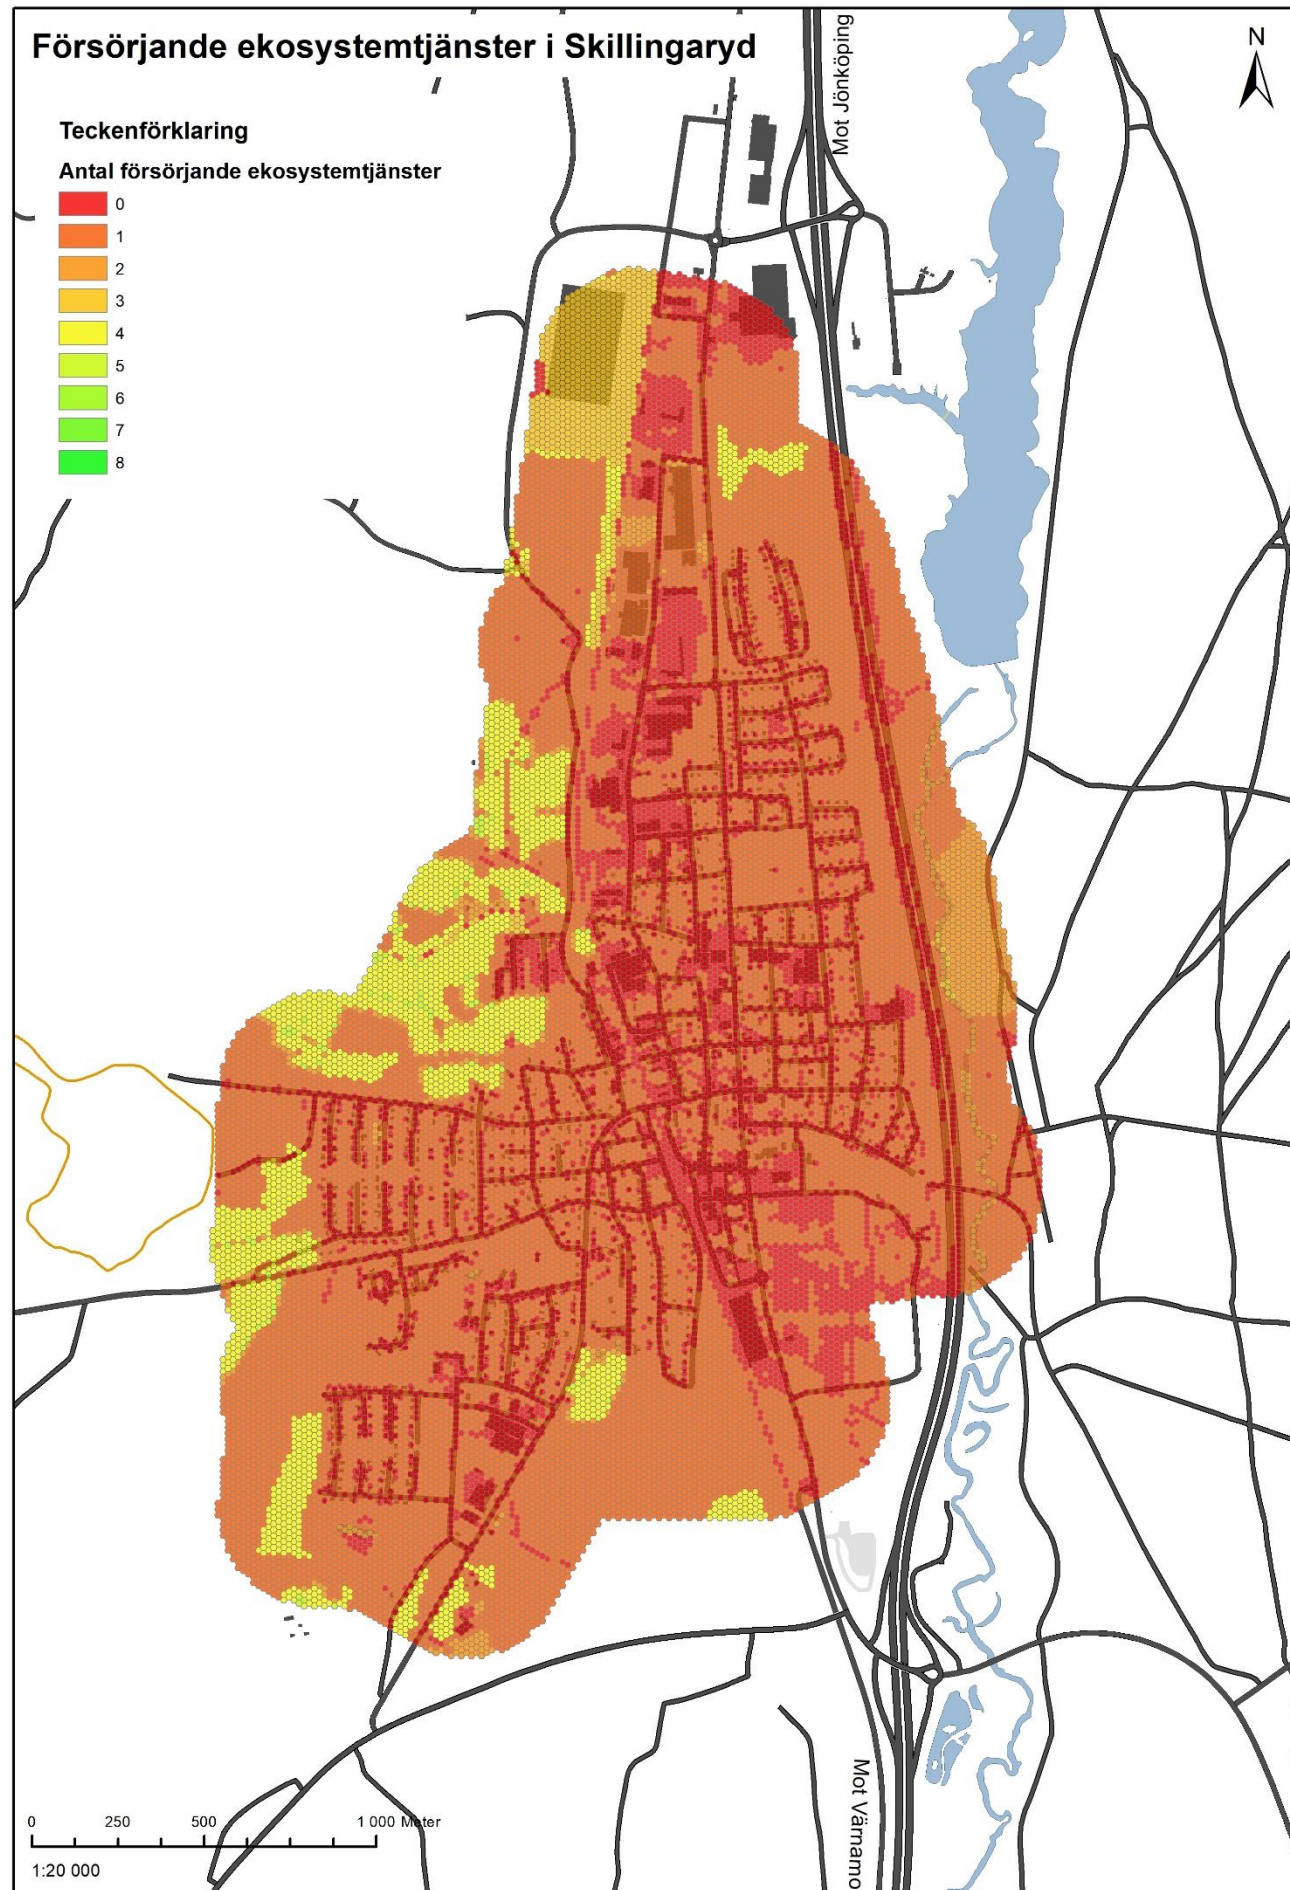 Försörjande ekosystemtjänster i Skillingaryd
N
Mot Jönköping
Teckenförklaring
Antal försörjande ekosystemtjänster
0
1
2
3
4
5
6
7
8
Mot Värnamo
0 250 500 1 000 Meter
1:20 000